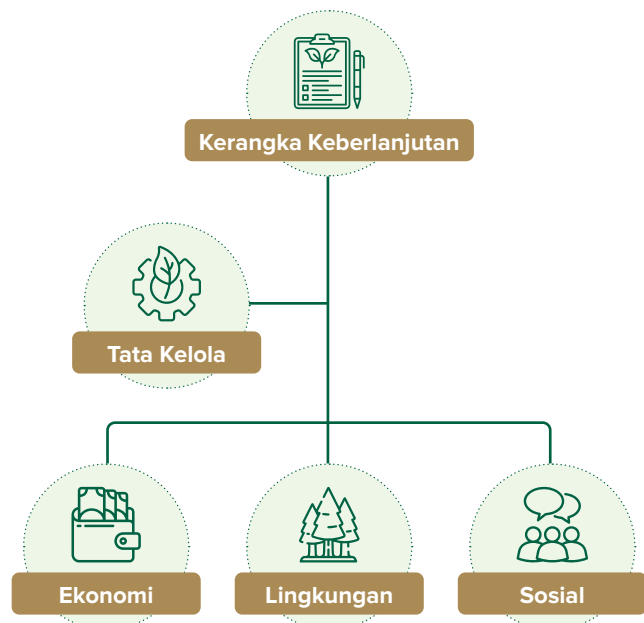 Kerangka Keberlanjutan
Tata Kelola
Ekonomi
Lingkungan
Sosial